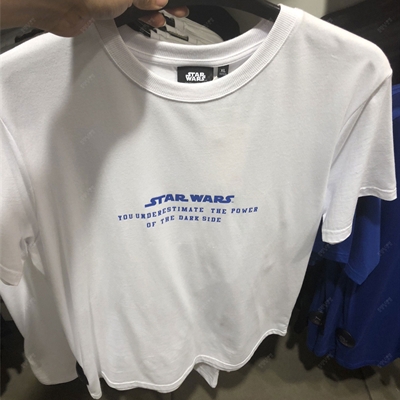 STAR
WARS
STAR WARS
YOU UNDERESTIMATE THE POWER
OF THE DARK SIDE